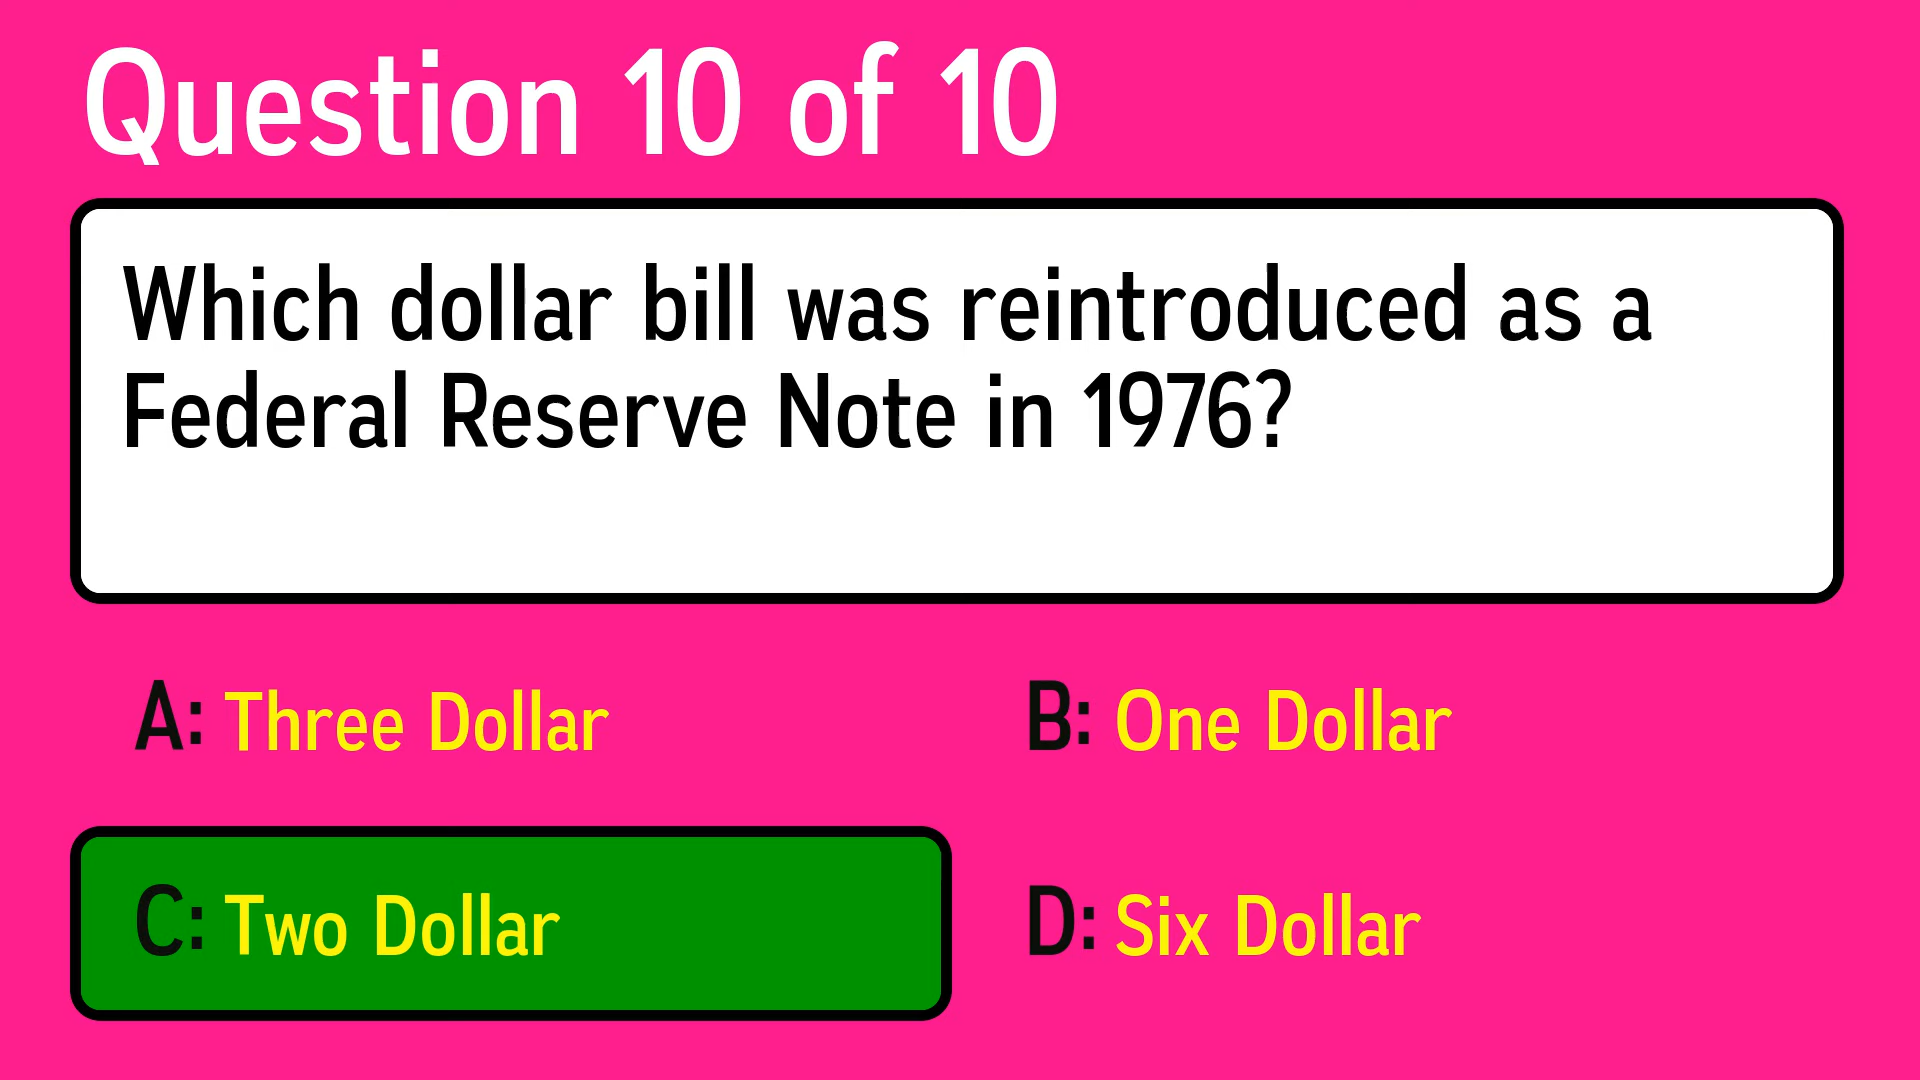 Question 10 of 10
Which dollar bill was reintroduced as a
Federal Reserve Note in 1976?
A: Three Dollar
B: One Dollar
C: Two Dollar
D: Six Dollar